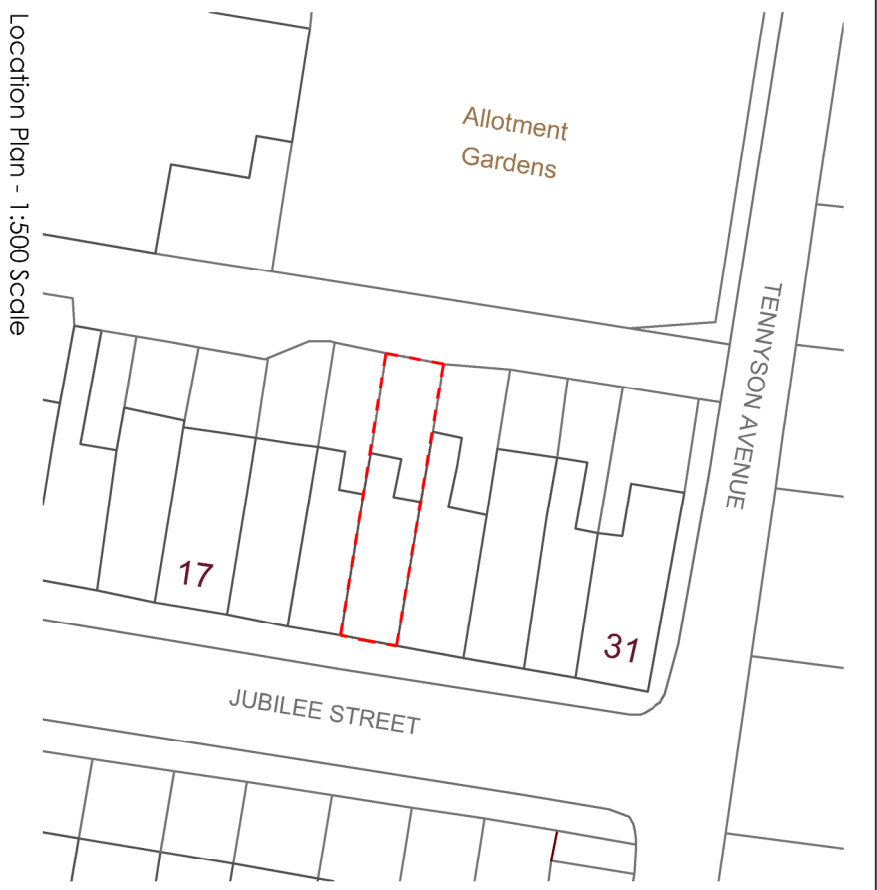 Location Plan - 1:500 Scale
Allotment
Gardens
TENNYSON AVENUE
17
31
JUBILEE STREET